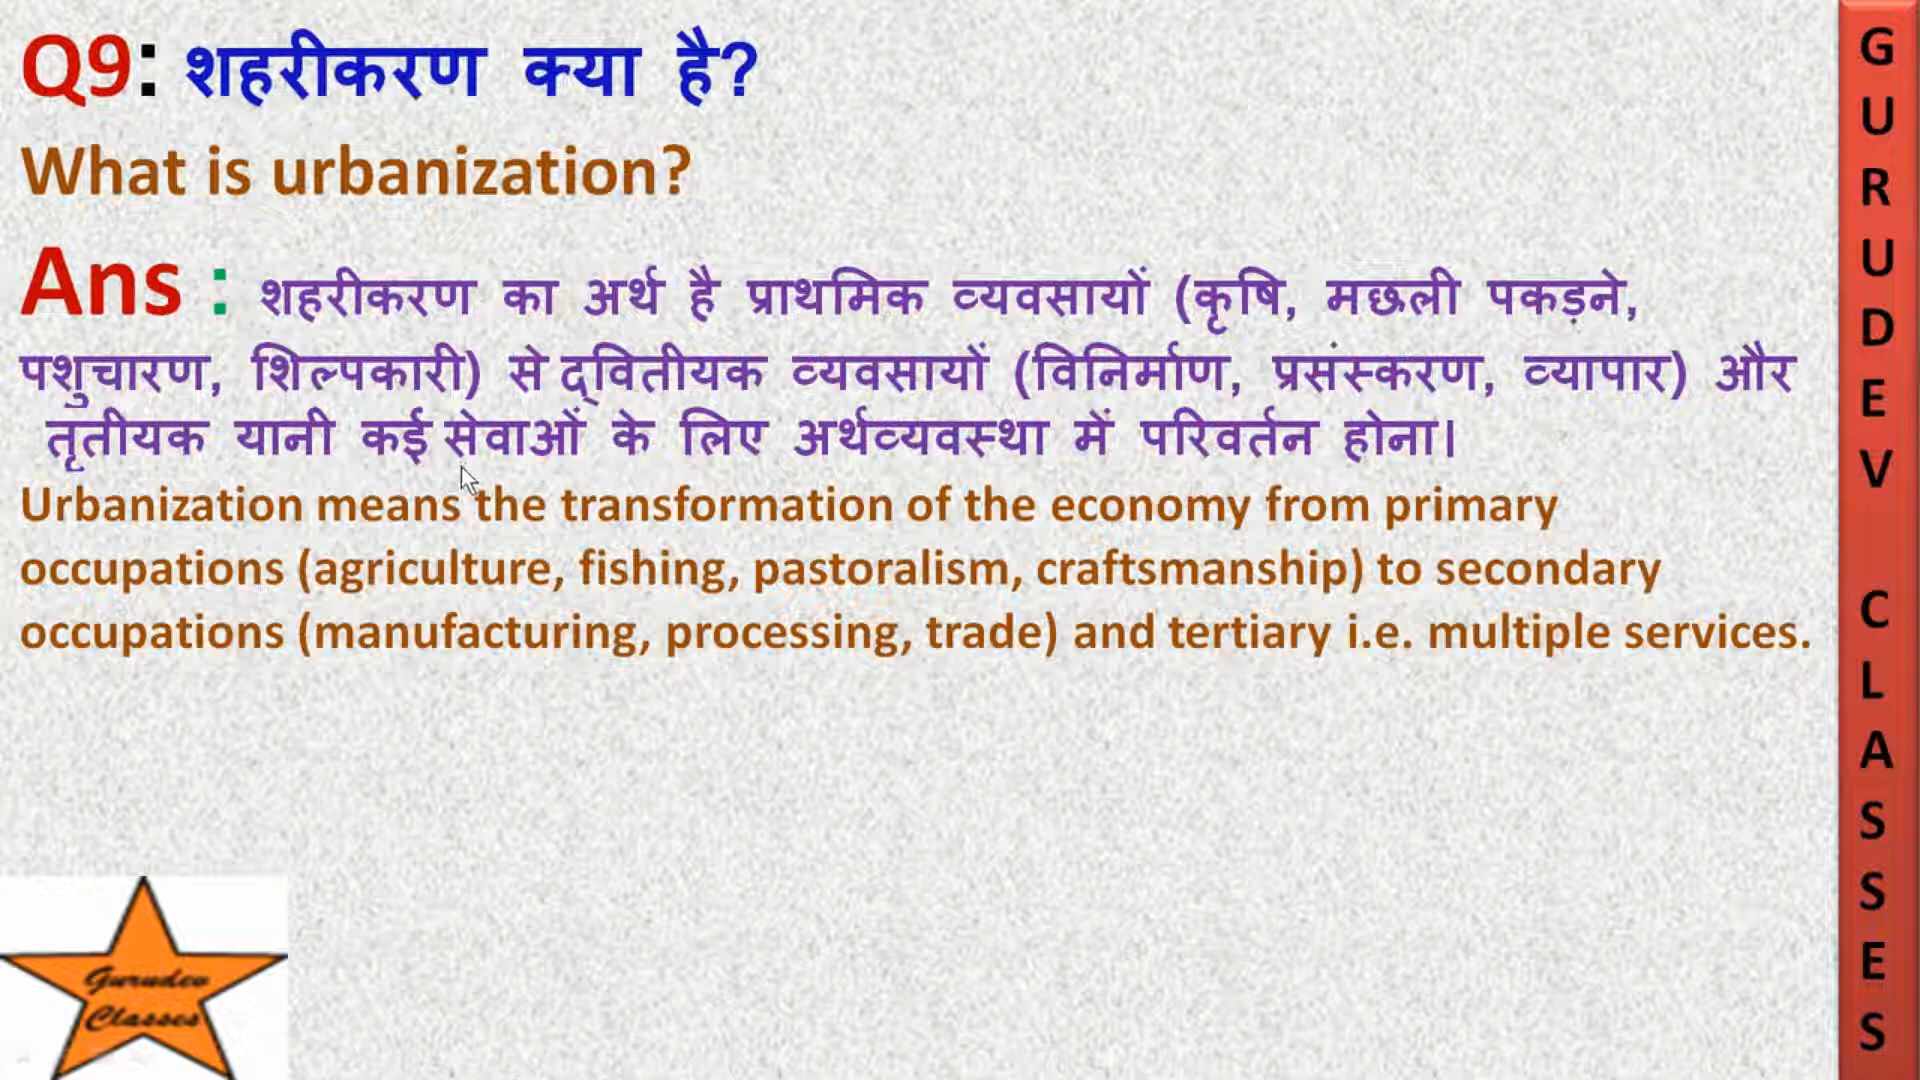 Q9: शहरीकरण क्या है?
What is urbanization?
Ans : शहरीकरण का अर्थ है प्राथमिक व्यवसायों (कृषि, मछली पकड़ने,
पशुचारण, शिल्पकारी) से द्वितीयक व्यवसायों (विनिर्माण, प्रसंस्करण, व्यापार) और
तृतीयक यानी कई सेवाओं के लिए अर्थव्यवस्था में परिवर्तन होना।
Urbanization means the transformation of the economy from primary
occupations (agriculture, fishing, pastoralism, craftsmanship) to secondary
occupations (manufacturing, processing, trade) and tertiary i.e. multiple services.
Gurudev
Classes
GURUDEV CLASSES